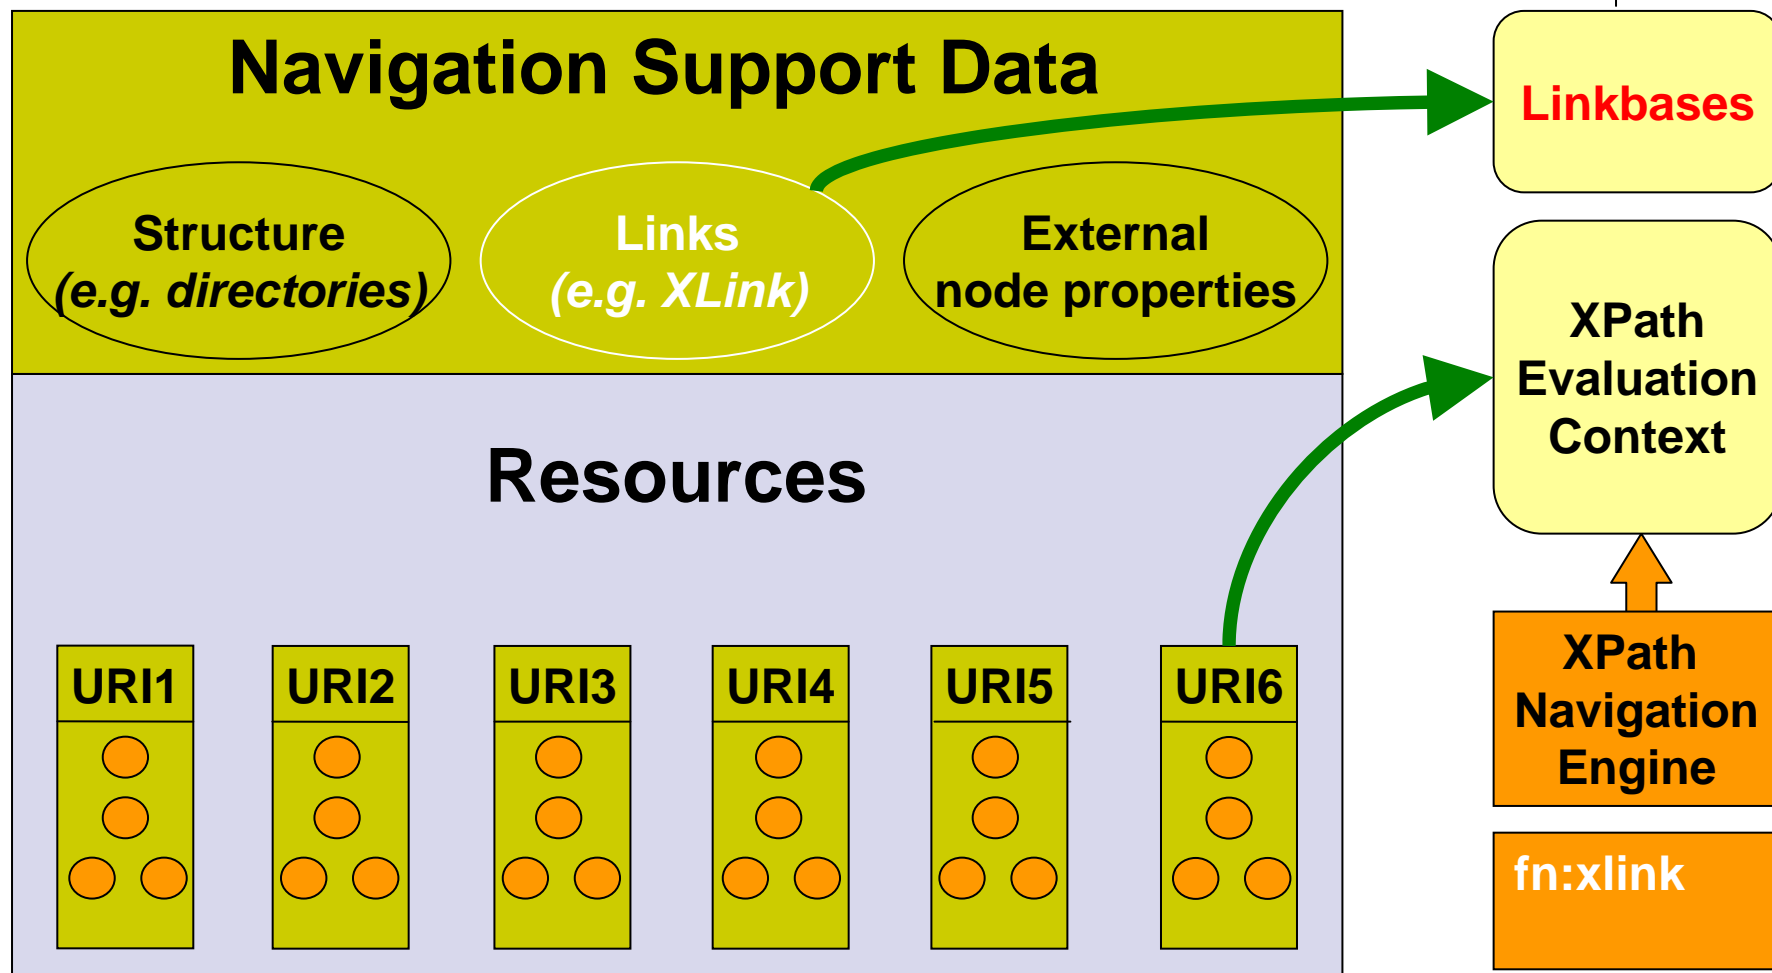 Navigation Support Data
Linkbases
Structure
(e.g. directories)
Links
(e.g. XLink)
External
node properties
XPath
Evaluation
Context
Resources
URI1
URI2
URI3
URI4
URI5
URI6
XPath
Navigation
Engine
fn:xlink